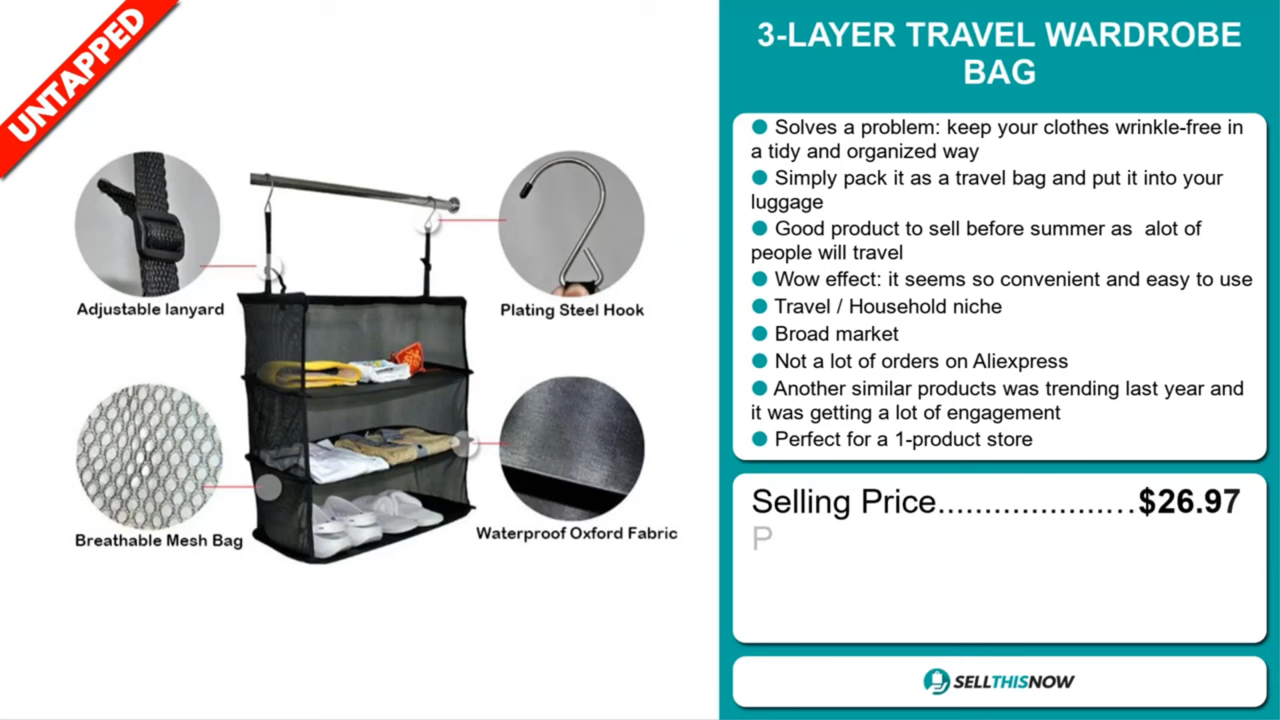 UNTAPPED
3-LAYER TRAVEL WARDROBE
BAG
Adjustable lanyard
Plating Steel Hook
Breathable Mesh Bag
Waterproof Oxford Fabric
● Solves a problem: keep your clothes wrinkle-free in
a tidy and organized way
● Simply pack it as a travel bag and put it into your
luggage
● Good product to sell before summer as alot of
people will travel
● Wow effect: it seems so convenient and easy to use
● Travel / Household niche
● Broad market
● Not a lot of orders on Aliexpress
● Another similar products was trending last year and
it was getting a lot of engagement
● Perfect for a 1-product store
Selling Price.....................$26.97
P
SELLTHISNOW